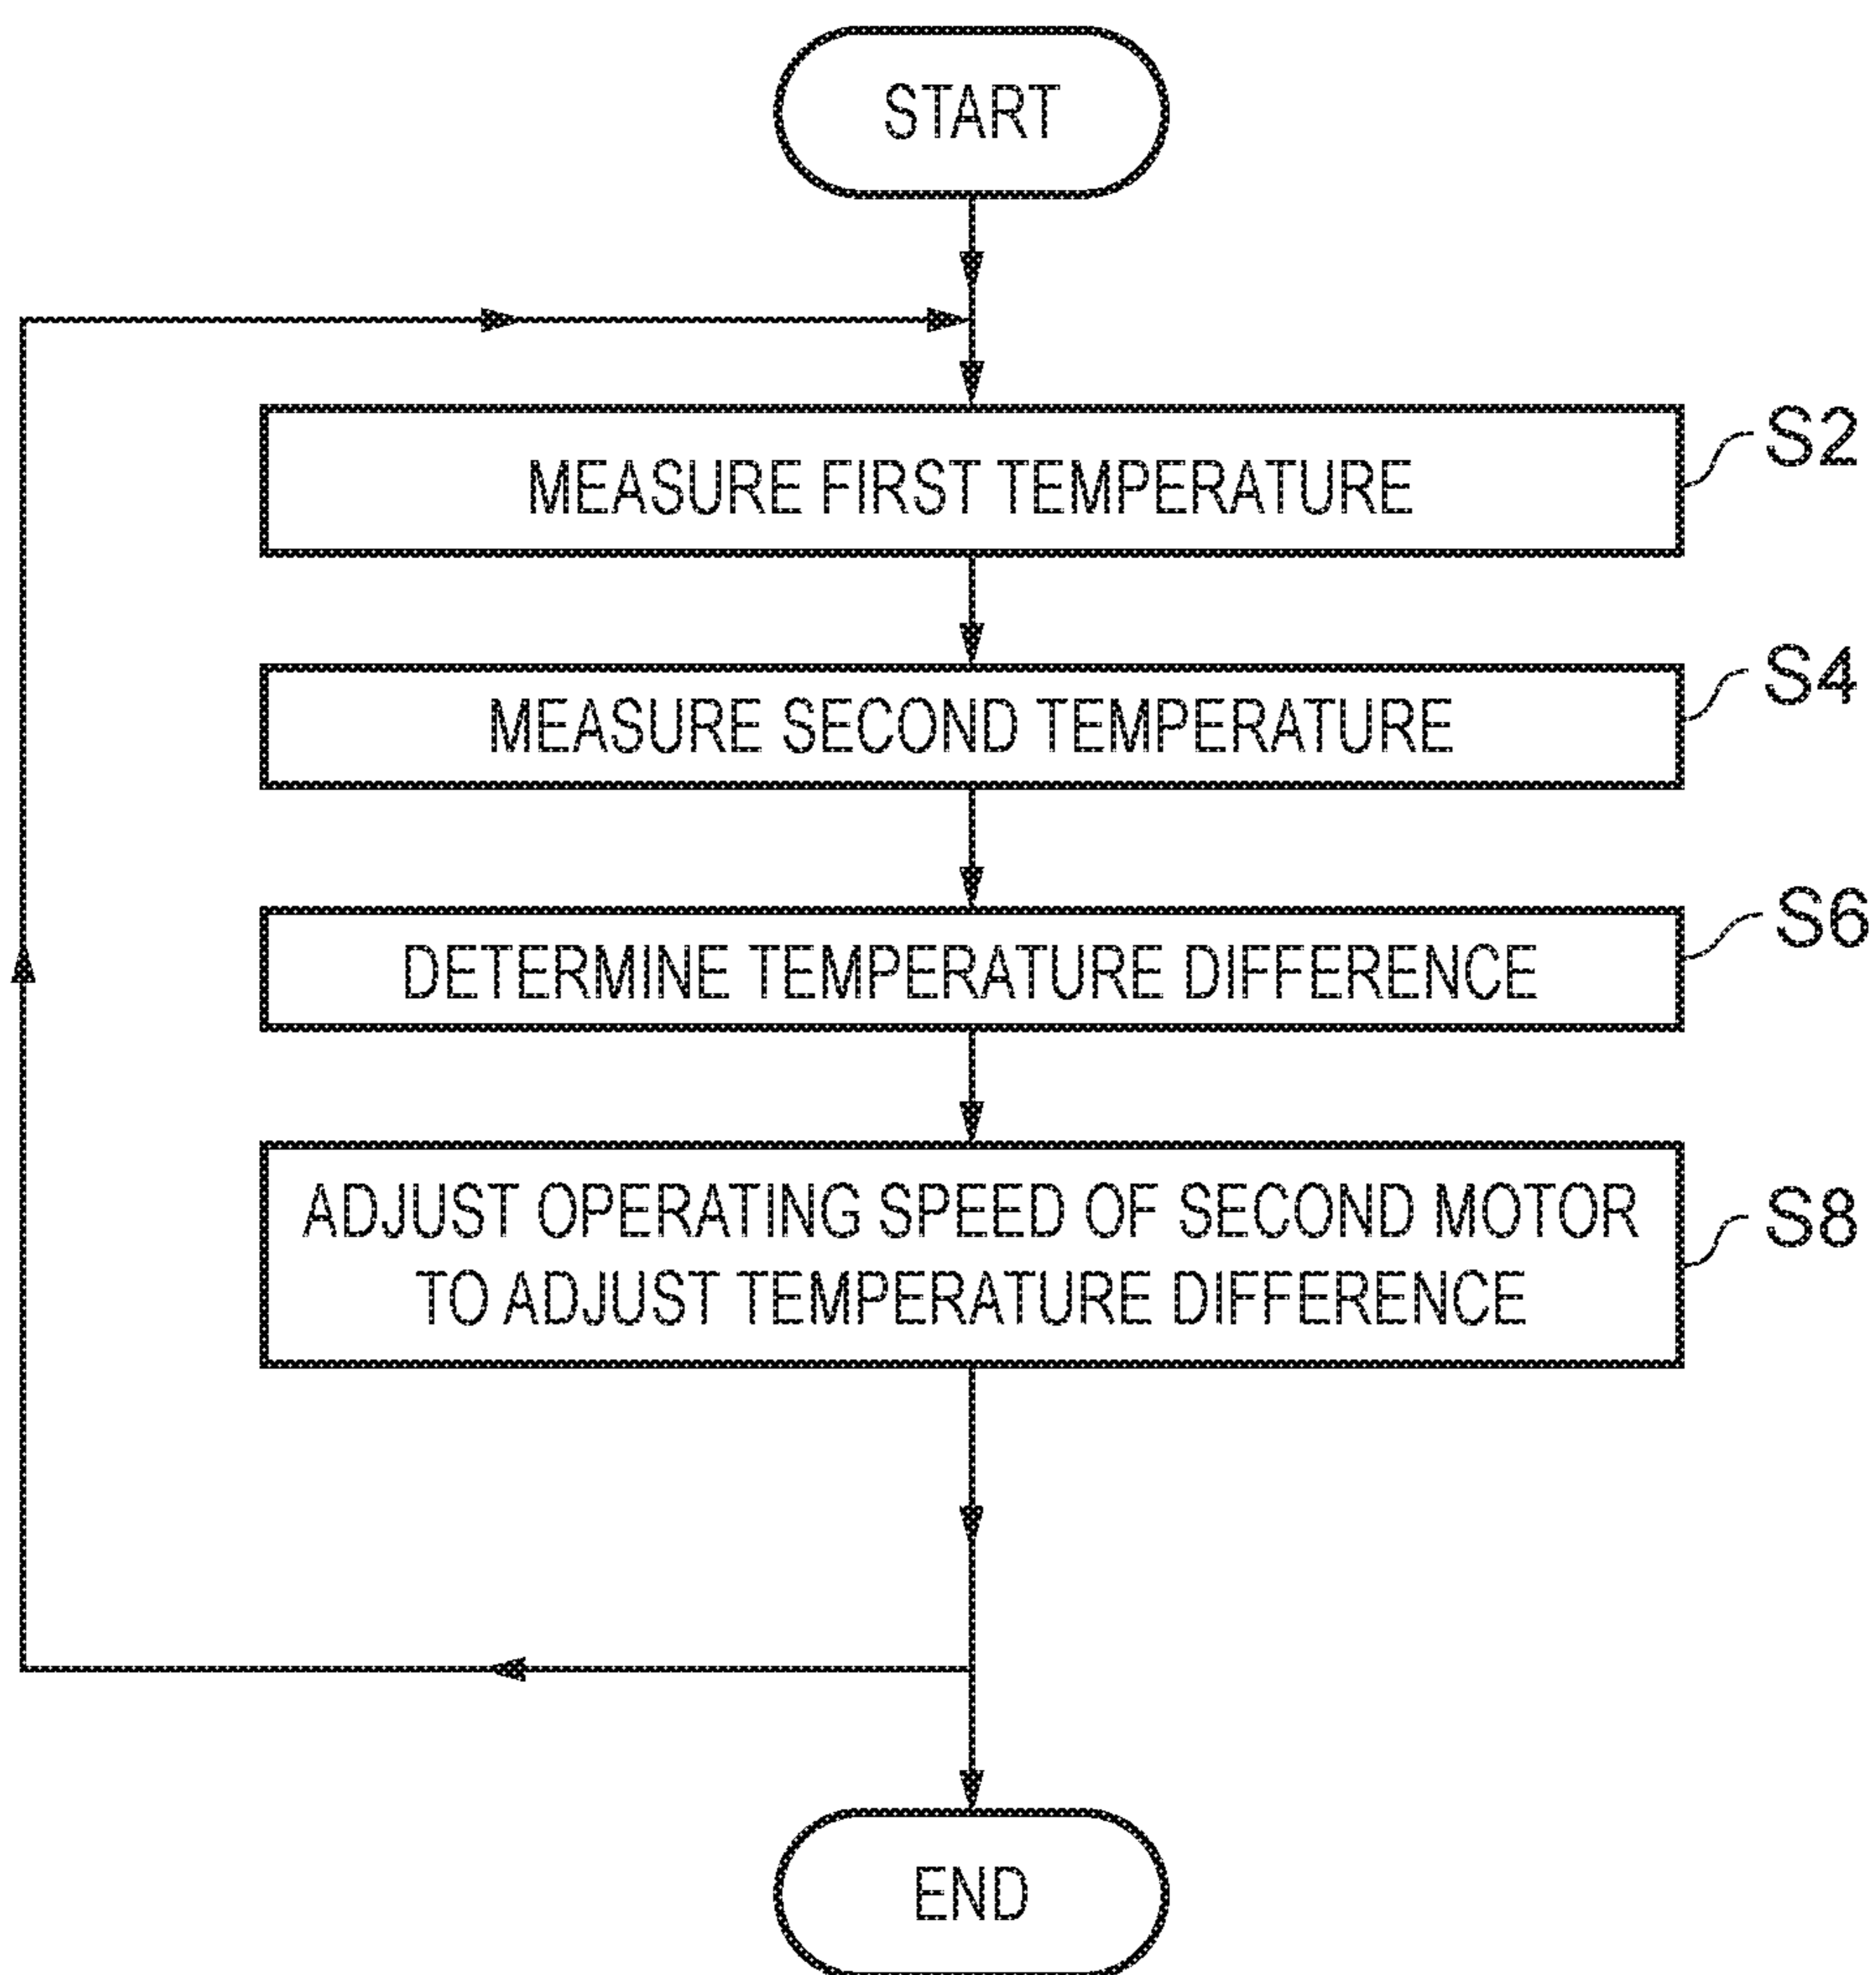 START
MEASURE FIRST TEMPERATURE
S2
MEASURE SECOND TEMPERATURE
S4
DETERMINE TEMPERATURE DIFFERENCE
S6
ADJUST OPERATING SPEED OF SECOND MOTOR
TO ADJUST TEMPERATURE DIFFERENCE
S8
END